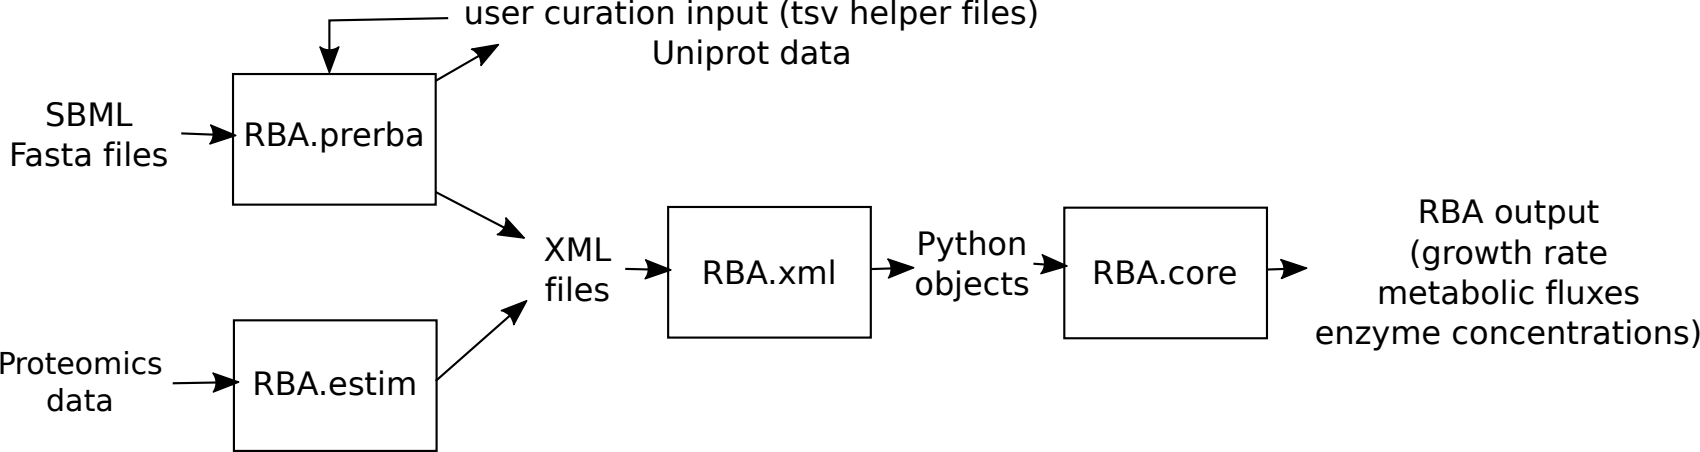 user curation input (tsv helper files)
Uniprot data
SBML
Fasta files
RBA.prerba
XML
files
RBA.xml
Python
objects
RBA.core
RBA output
(growth rate
metabolic fluxes
enzyme concentrations)
Proteomics
data
RBA.estim